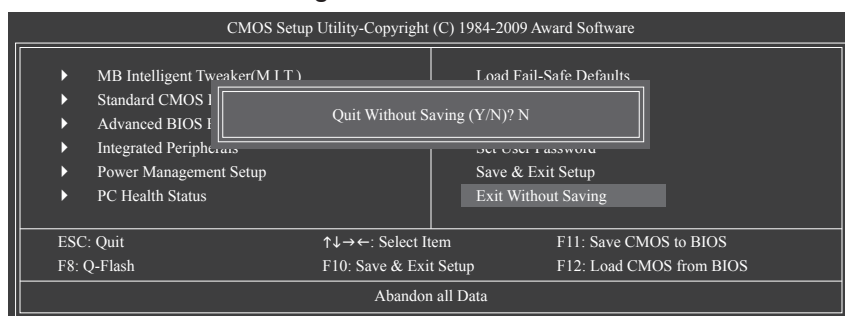 CMOS Setup Utility-Copyright (C) 1984-2009 Award Software
MB Intelligent Tweaker(M.I.T.)
Standard CMOS
Advanced BIOS
Integrated Peripherals
Power Management Setup
PC Health Status
Load Fail-Safe Defaults
Quit Without Saving (Y/N)? N
Set User Password
Save & Exit Setup
Exit Without Saving
ESC: Quit
↑↓→←: Select Item
F11: Save CMOS to BIOS
F8: Q-Flash
F10: Save & Exit Setup
F12: Load CMOS from BIOS
Abandon all Data